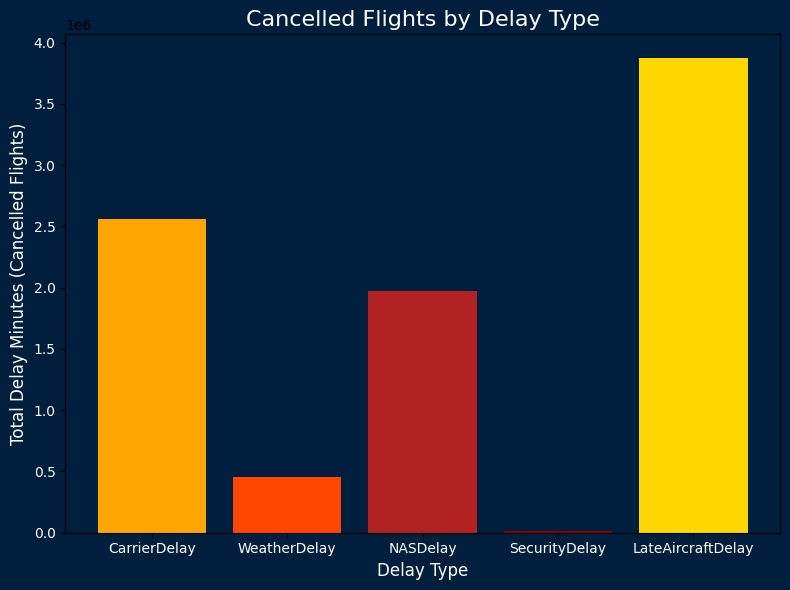 Cancelled Flights by Delay Type
1e6
4.0
3.5
3.0
2.5
2.0
1.5
1.0
0.5
0.0
Total Delay Minutes (Cancelled Flights)
CarrierDelay WeatherDelay NASDelay SecurityDelay LateAircraftDelay
Delay Type